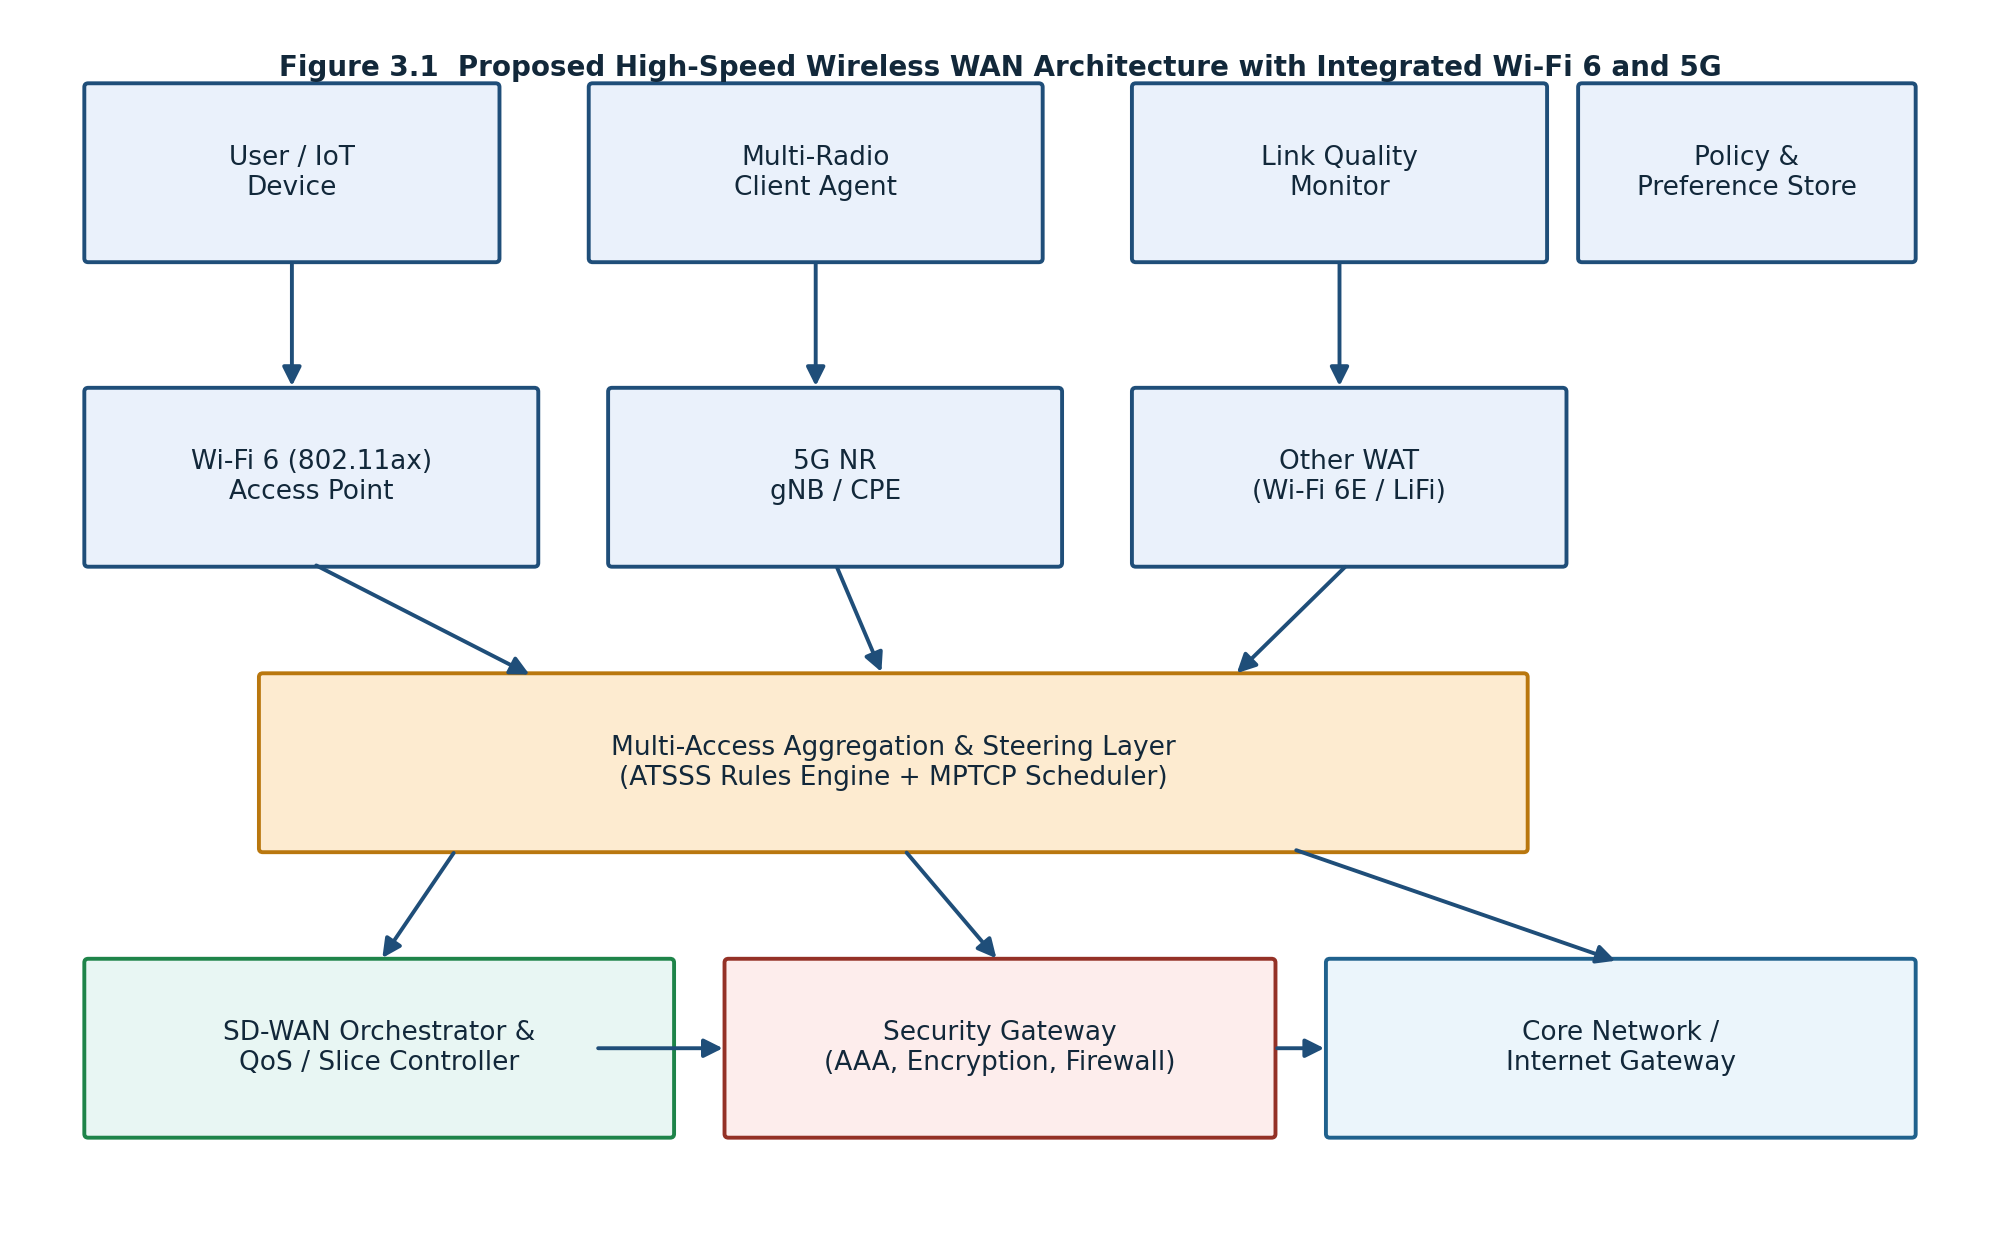 Figure 3.1  Proposed High-Speed Wireless WAN Architecture with Integrated Wi-Fi 6 and 5G
User / IoT
Device
Multi-Radio
Client Agent
Link Quality
Monitor
Policy &
Preference Store
Wi-Fi 6 (802.11ax)
Access Point
5G NR
gNB / CPE
Other WAT
(Wi-Fi 6E / LiFi)
Multi-Access Aggregation & Steering Layer
(ATSSS Rules Engine + MPTCP Scheduler)
SD-WAN Orchestrator &
QoS / Slice Controller
Security Gateway
(AAA, Encryption, Firewall)
Core Network /
Internet Gateway